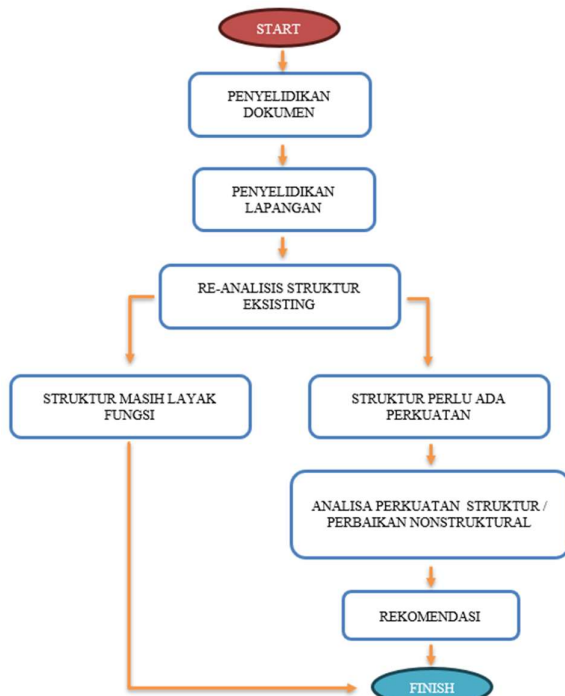 START
PENYELIDIKAN
DOKUMEN
PENYELIDIKAN
LAPANGAN
RE-ANALISIS STRUKTUR
EKSISTING
STRUKTUR MASIH LAYAK
FUNGSI
STRUKTUR PERLU ADA
PERKUATAN
ANALISA PERKUATAN STRUKTUR /
PERBAIKAN NONSTRUKTURAL
REKOMENDASI
FINISH